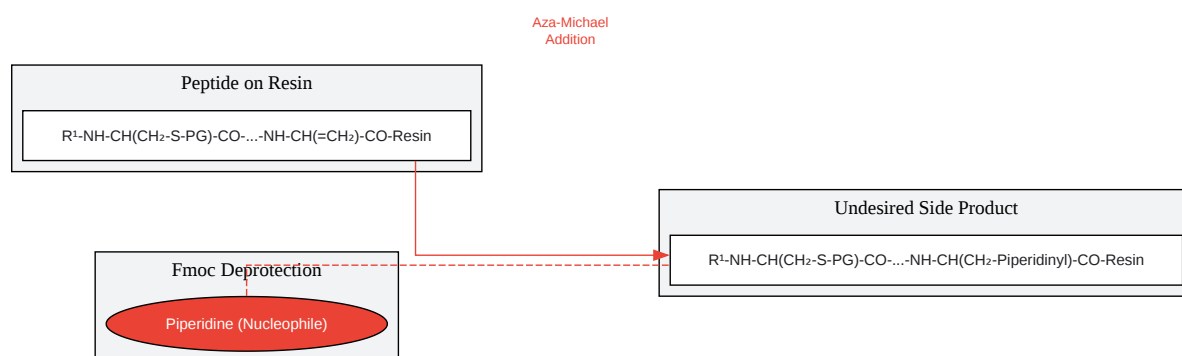 Aza-Michael
Addition
Peptide on Resin
R¹-NH-CH(CH₂-S-PG)-CO-...-NH-CH(=CH₂)-CO-Resin
Undesired Side Product
R¹-NH-CH(CH₂-S-PG)-CO-...-NH-CH(CH₂-Piperidinyl)-CO-Resin
Fmoc Deprotection
Piperidine (Nucleophile)